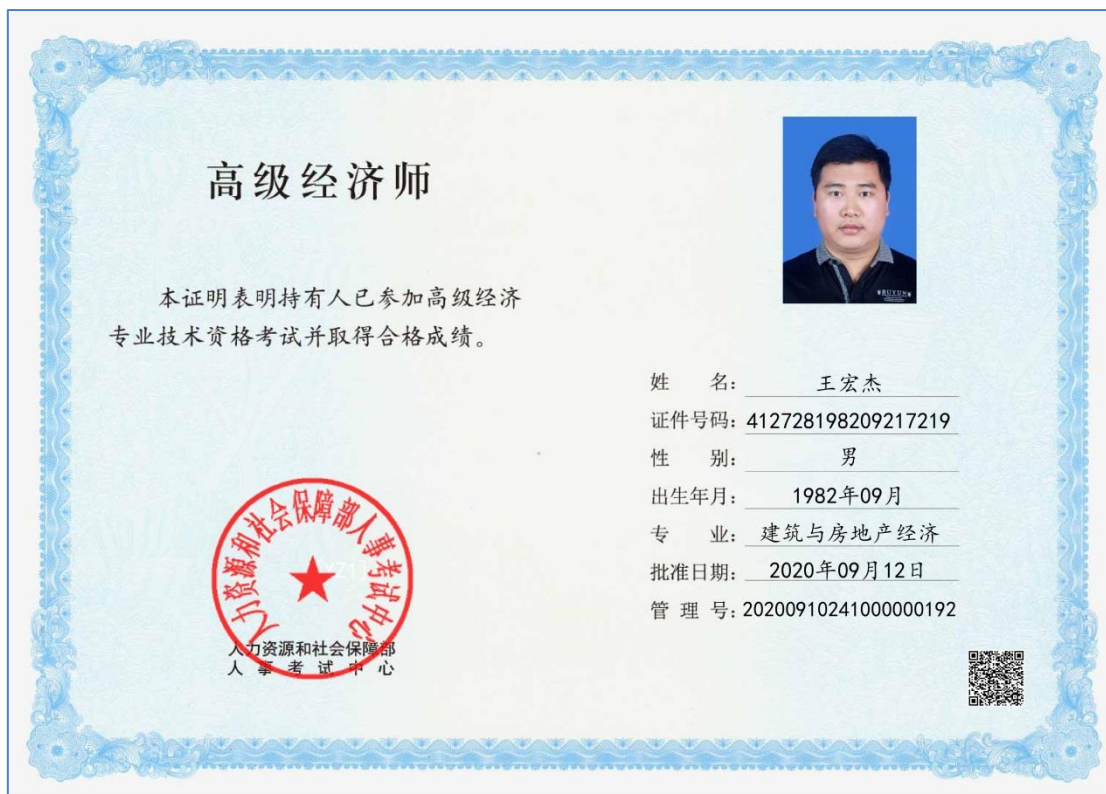 高级经济师
本证明表明持有人已参加高级经济
专业技术资格考试并取得合格成绩。
姓 名: 王宏杰
证件号码: 412728198209217219
性 别: 男
出生年月: 1982年09月
专 业: 建筑与房地产经济
批准日期: 2020年09月12日
管 理 号: 20200910241000000192
人力资源和社会保障部人事考试中心
人力资源和社会保障部
人 事 考 试 中 心